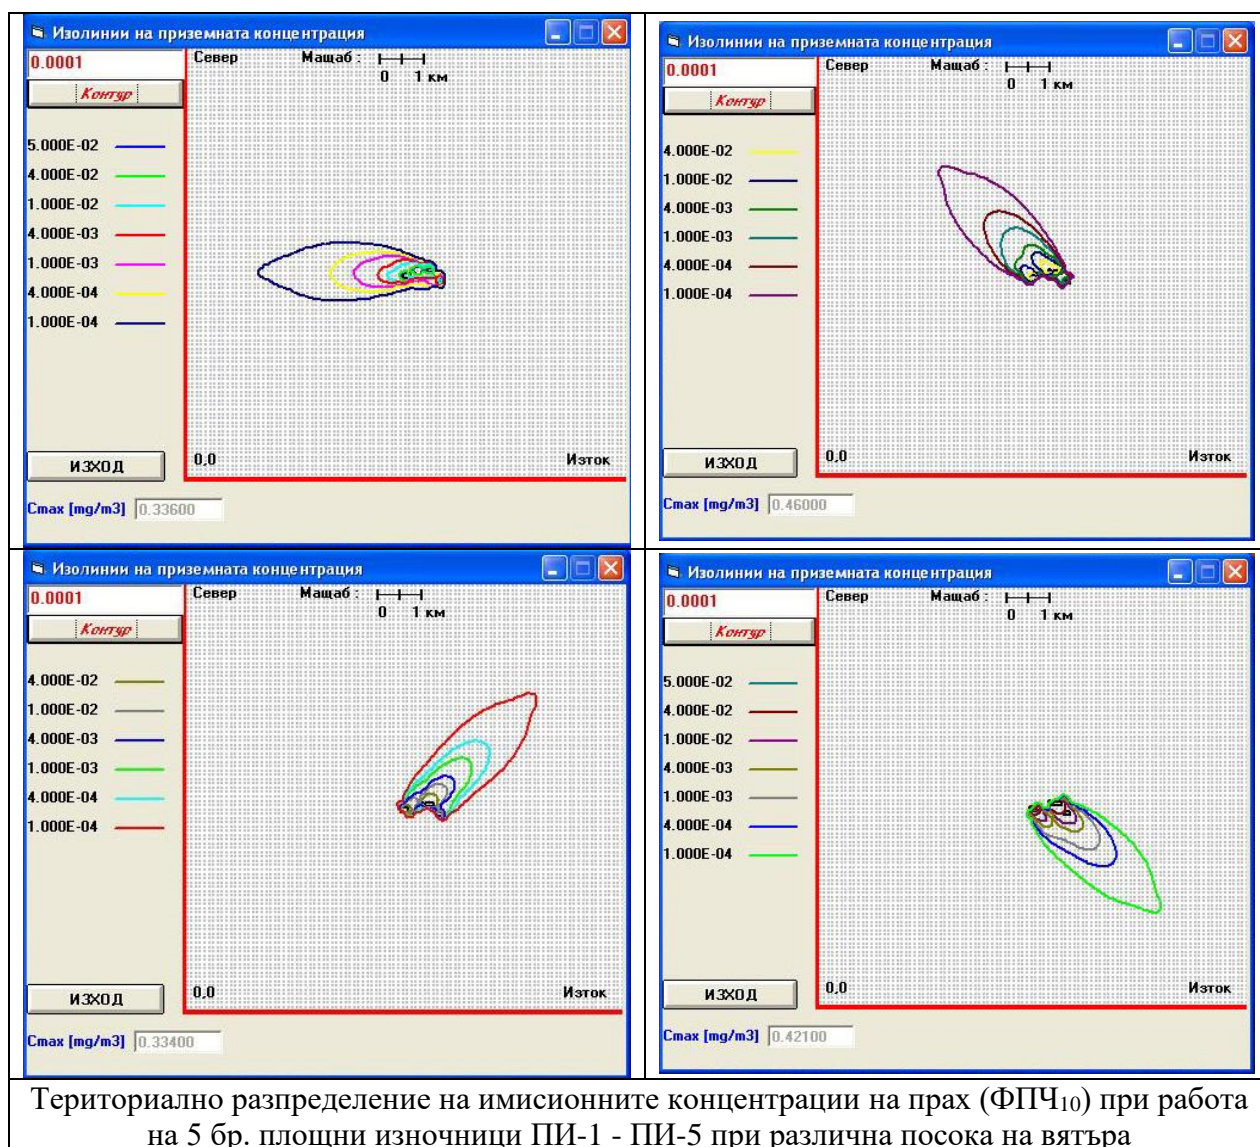 Изолинии на приземната концентрация
0.0001
Север Мащаб :
0 1 км
Контур
5.000E-02
4.000E-02
1.000E-02
4.000E-03
1.000E-03
4.000E-04
1.000E-04
ИЗХОД
0,0 Изток
Cmax [mg/m3] 0.33600
Изолинии на приземната концентрация
0.0001
Север Мащаб :
0 1 км
Контур
4.000E-02
1.000E-02
4.000E-03
1.000E-03
4.000E-04
1.000E-04
ИЗХОД
0,0 Изток
Cmax [mg/m3] 0.46000
Изолинии на приземната концентрация
0.0001
Север Мащаб :
0 1 км
Контур
4.000E-02
1.000E-02
4.000E-03
1.000E-03
4.000E-04
1.000E-04
ИЗХОД
0,0 Изток
Cmax [mg/m3] 0.33400
Изолинии на приземната концентрация
0.0001
Север Мащаб :
0 1 км
Контур
5.000E-02
4.000E-02
1.000E-02
4.000E-03
1.000E-03
4.000E-04
1.000E-04
ИЗХОД
0,0 Изток
Cmax [mg/m3] 0.42100
Териториално разпределение на имисионните концентрации на прах (ФПЧ₁₀) при работа
на 5 бр. площни изночници ПИ-1 - ПИ-5 при различна посока на вятъра